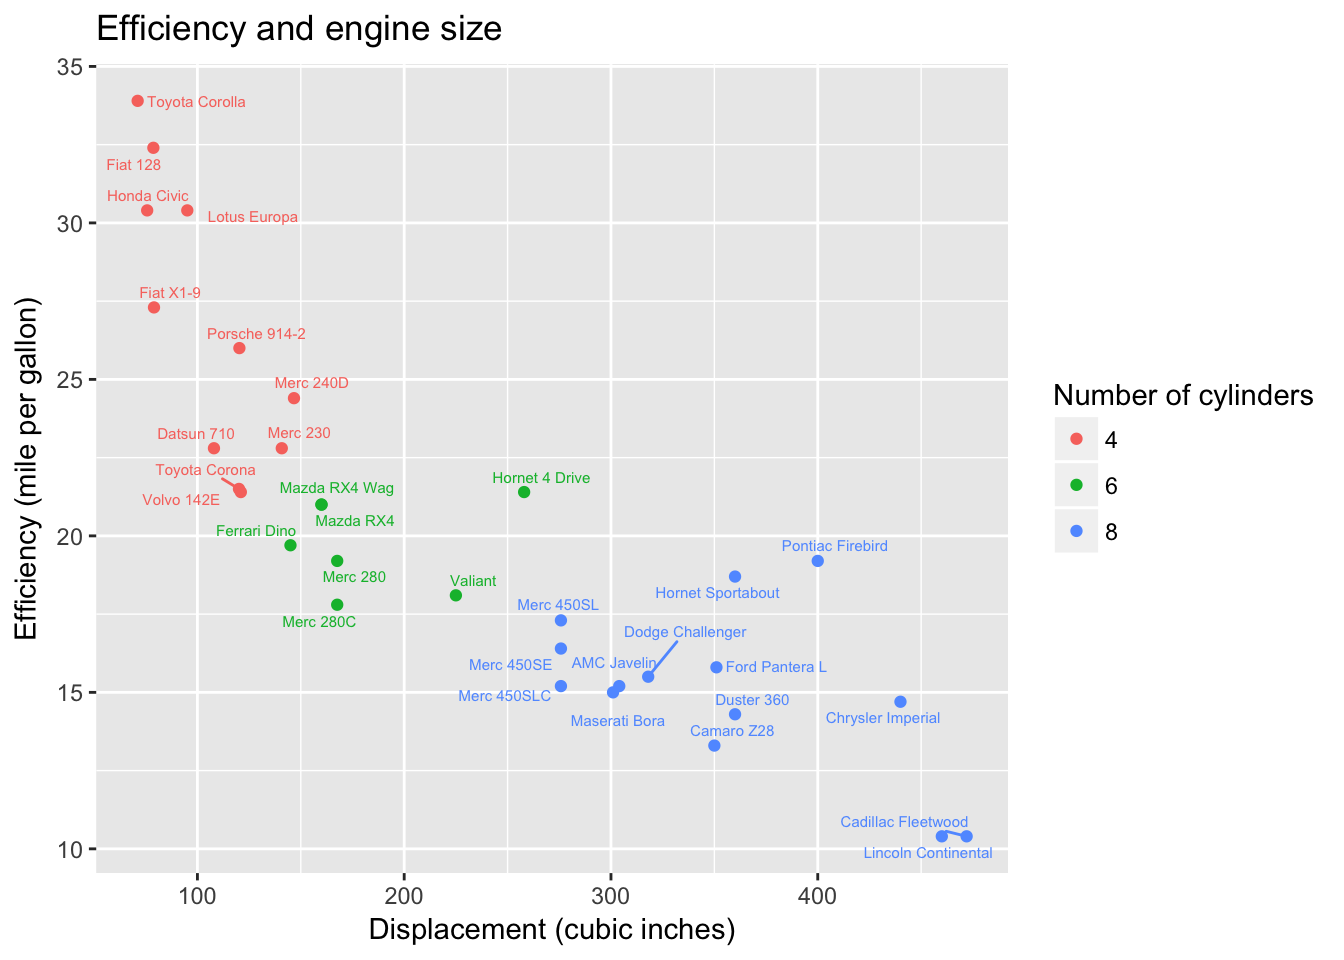 Efficiency and engine size
Efficiency (mile per gallon)
35
30
25
20
15
10
Toyota Corolla
Fiat 128
Honda Civic
Lotus Europa
Fiat X1-9
Porsche 914-2
Merc 240D
Datsun 710
Merc 230
Toyota Corona
Volvo 142E
Hornet 4 Drive
Mazda RX4 Wag
Mazda RX4
Ferrari Dino
Merc 280
Valiant
Merc 280C
Pontiac Firebird
Hornet Sportabout
Merc 450SL
Dodge Challenger
Merc 450SE
AMC Javelin
Ford Pantera L
Merc 450SLC
Duster 360
Maserati Bora
Camaro Z28
Chrysler Imperial
Cadillac Fleetwood
Lincoln Continental
100
200
300
400
Displacement (cubic inches)
Number of cylinders
4
6
8